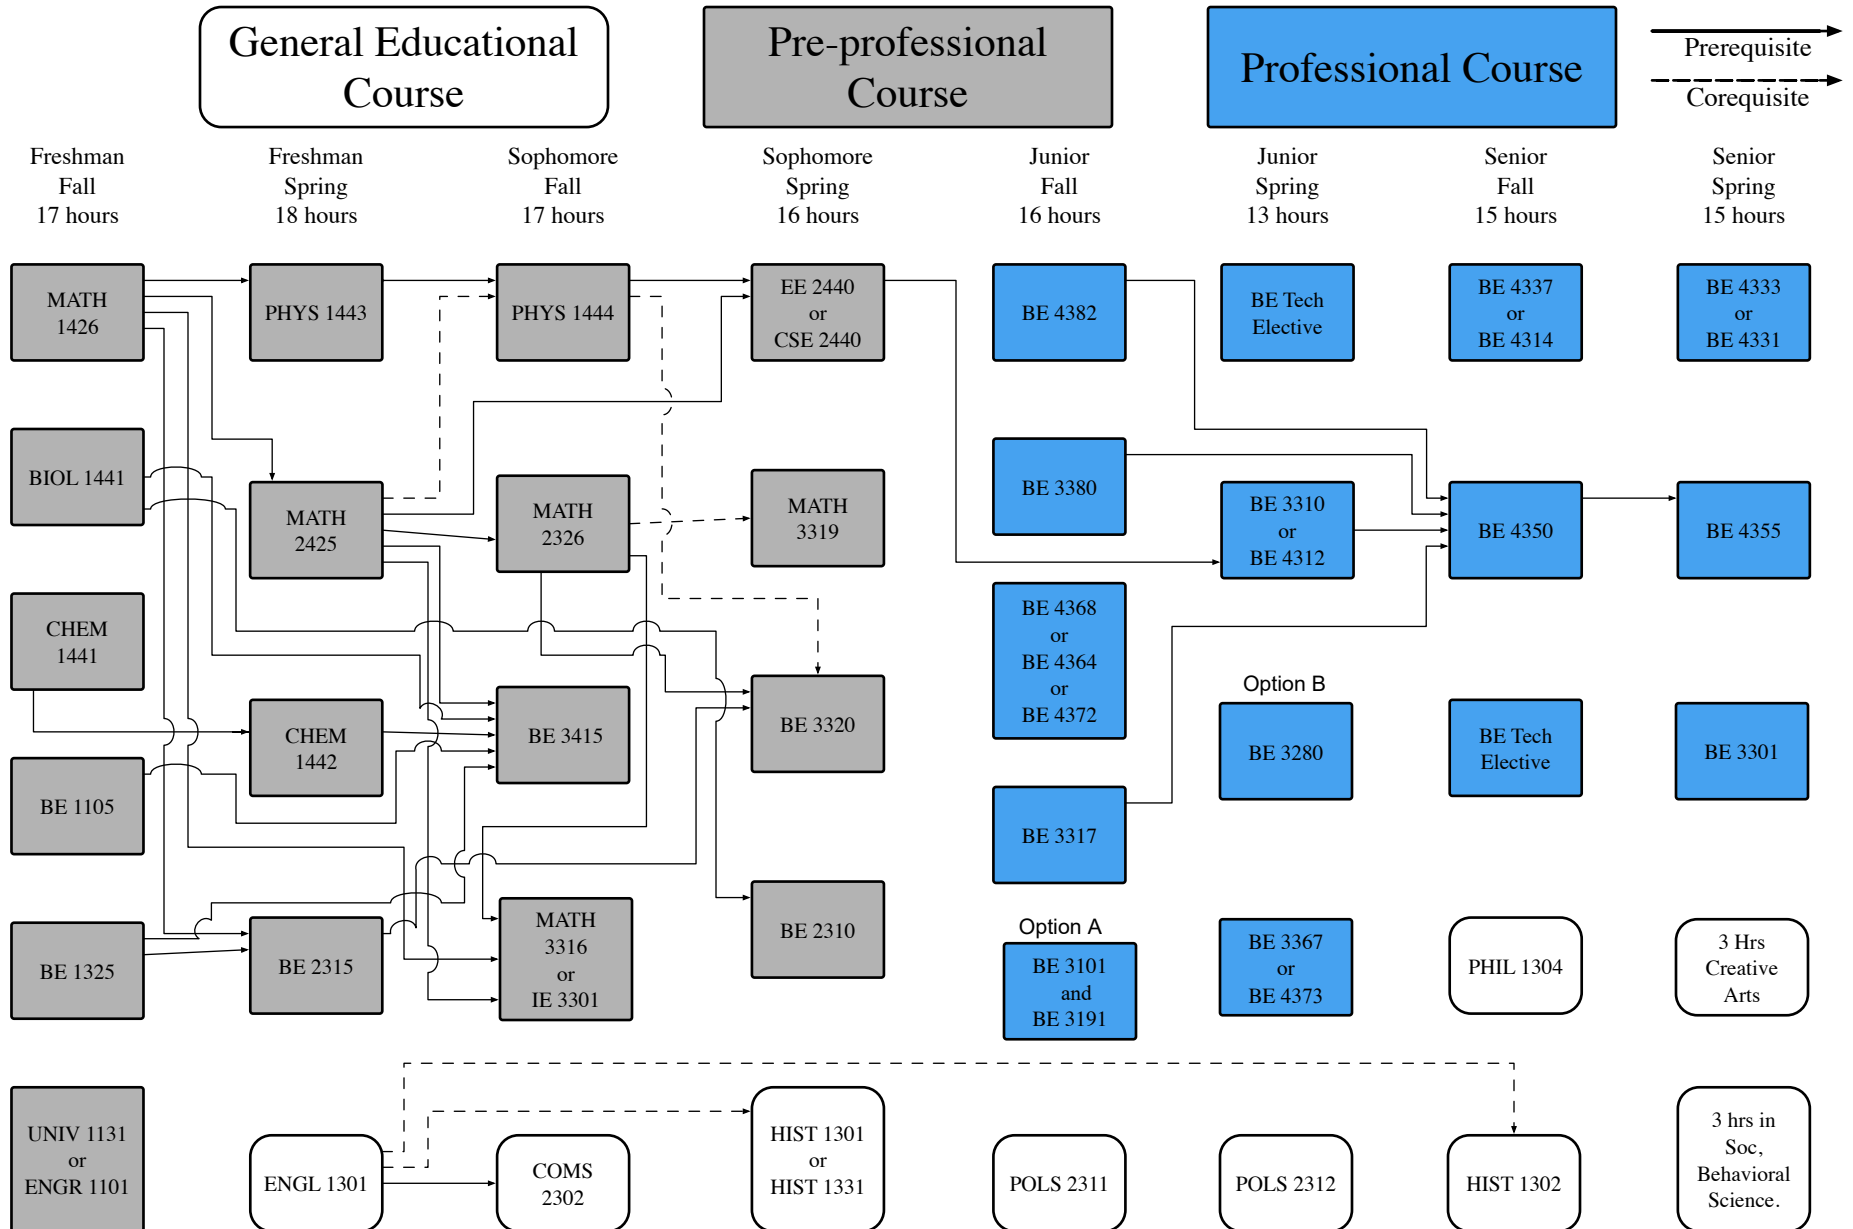 General Educational
Course
Pre-professional
Course
Professional Course
Prerequisite
Corequisite
Freshman
Fall
17 hours
Freshman
Spring
18 hours
Sophomore
Fall
17 hours
Sophomore
Spring
16 hours
Junior
Fall
16 hours
Junior
Spring
13 hours
Senior
Fall
15 hours
Senior
Spring
15 hours
MATH
1426
PHYS 1443
PHYS 1444
EE 2440
or
CSE 2440
BE 4382
BE Tech
Elective
BE 4337
or
BE 4314
BE 4333
or
BE 4331
BIOL 1441
MATH
2425
MATH
2326
MATH
3319
BE 3380
BE 3310
or
BE 4312
BE 4350
BE 4355
CHEM
1441
CHEM
1442
BE 3415
BE 3320
BE 4368
or
BE 4364
or
BE 4372
Option B
BE 3280
BE Tech
Elective
BE 3301
BE 1105
BE 3317
BE 1325
BE 2315
MATH
3316
or
IE 3301
BE 2310
Option A
BE 3101
and
BE 3191
BE 3367
or
BE 4373
PHIL 1304
3 Hrs
Creative
Arts
UNIV 1131
or
ENGR 1101
ENGL 1301
COMS
2302
HIST 1301
or
HIST 1331
POLS 2311
POLS 2312
HIST 1302
3 hrs in
Soc,
Behavioral
Science.